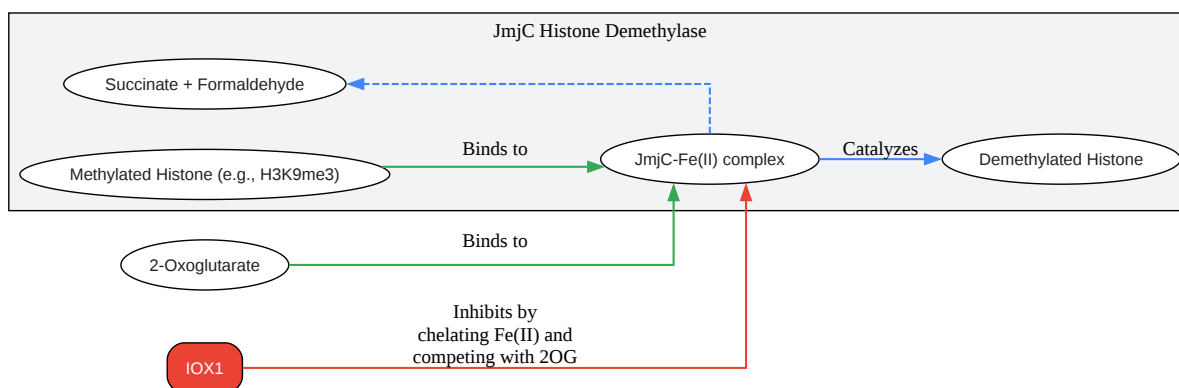 JmjC Histone Demethylase
Succinate + Formaldehyde
Binds to
Methylated Histone (e.g., H3K9me3)
JmjC-Fe(II) complex
Catalyzes
Demethylated Histone
Binds to
2-Oxoglutarate
Inhibits by
chelating Fe(II) and
competing with 2OG
IOX1